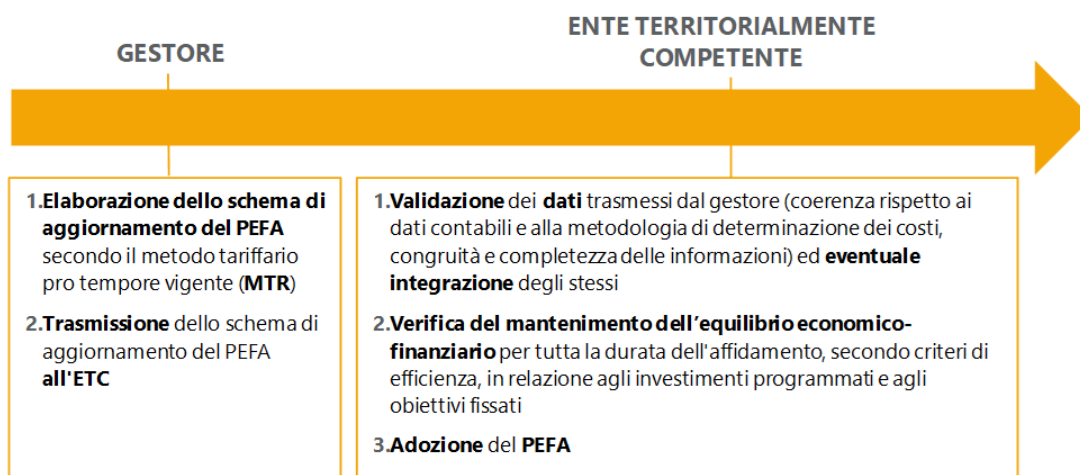 GESTORE
ENTE TERRITORIALMENTE
COMPETENTE
1.Elaborazione dello schema di
aggiornamento del PEFA
secondo il metodo tariffario
pro tempore vigente (MTR)
2.Trasmissione dello schema di
aggiornamento del PEFA
all'ETC
1.Validazione dei dati trasmessi dal gestore (coerenza rispetto ai
dati contabili e alla metodologia di determinazione dei costi,
congruità e completezza delle informazioni) ed eventuale
integrazione degli stessi
2.Verifica del mantenimento dell’equilibrio economico-
finanziario per tutta la durata dell'affidamento, secondo criteri di
efficienza, in relazione agli investimenti programmati e agli
obiettivi fissati
3.Adozione del PEFA